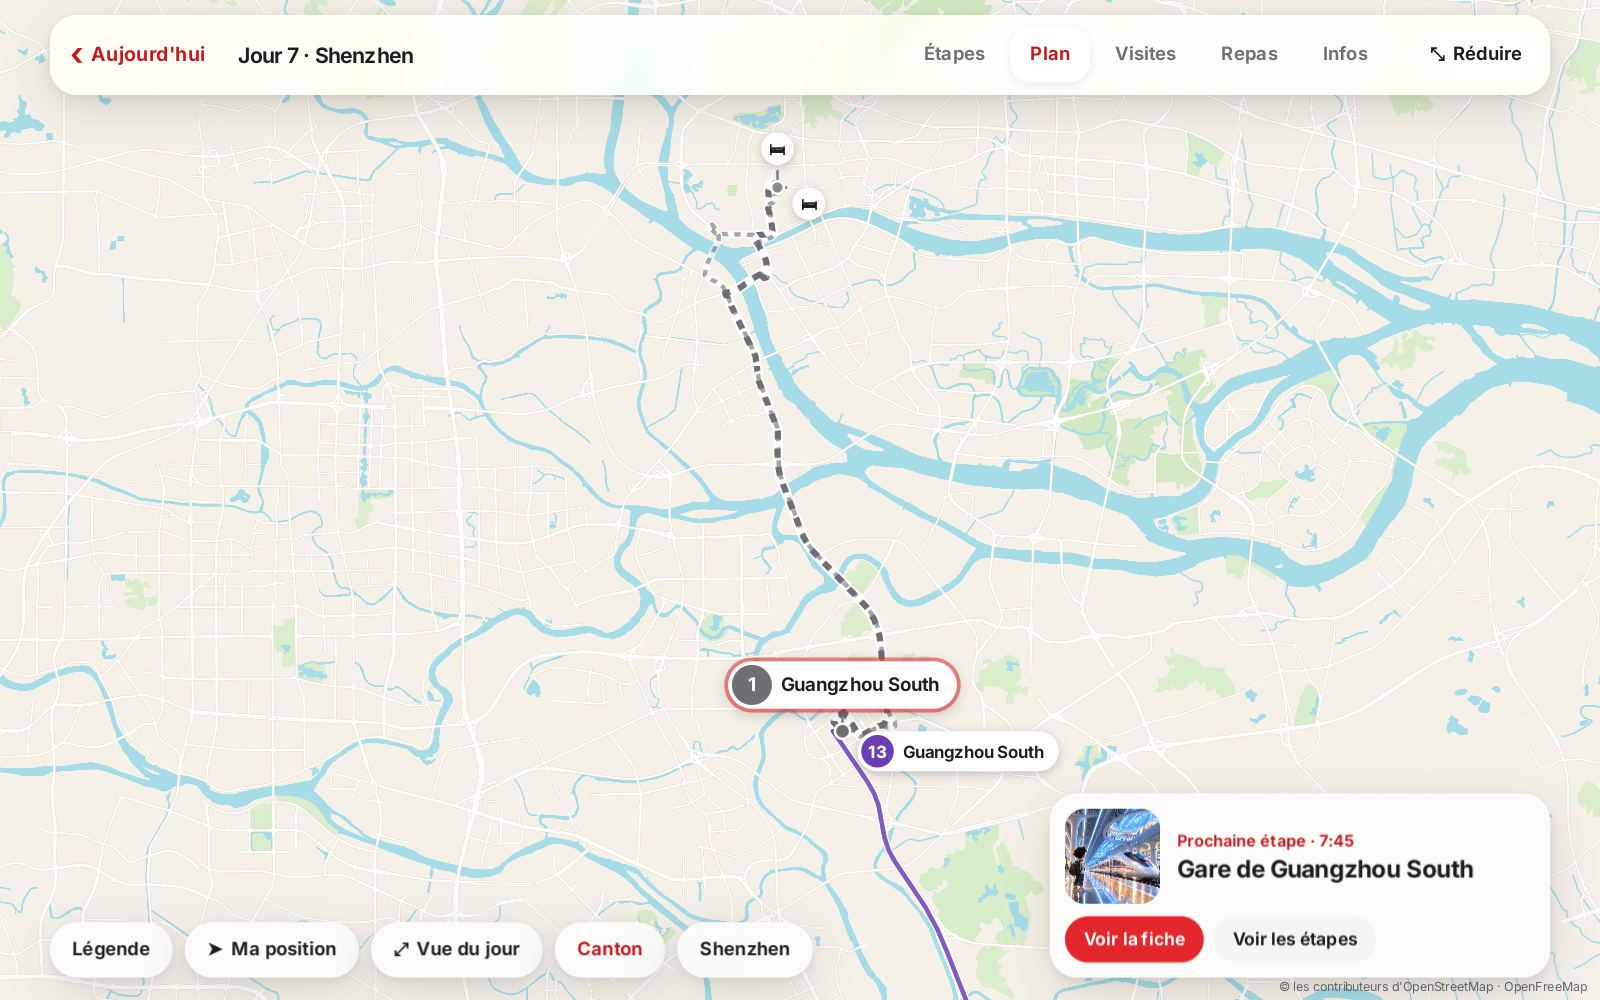 Aujourd'hui
Jour 7 · Shenzhen
Étapes
Plan
Visites
Repas
Infos
Réduire
1 Guangzhou South
13 Guangzhou South
Prochaine étape · 7:45
Gare de Guangzhou South
Voir la fiche
Voir les étapes
Légende
Ma position
Vue du jour
Canton
Shenzhen
© les contributeurs d'OpenStreetMap · OpenFreeMap